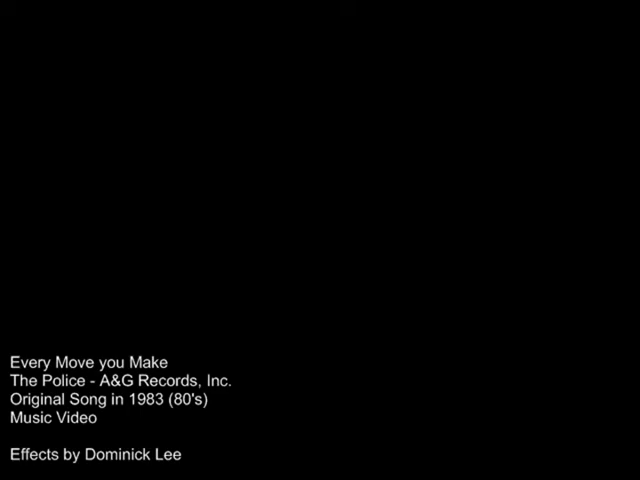 Every Move you Make
The Police - A&G Records, Inc.
Original Song in 1983 (80's)
Music Video
Effects by Dominick Lee